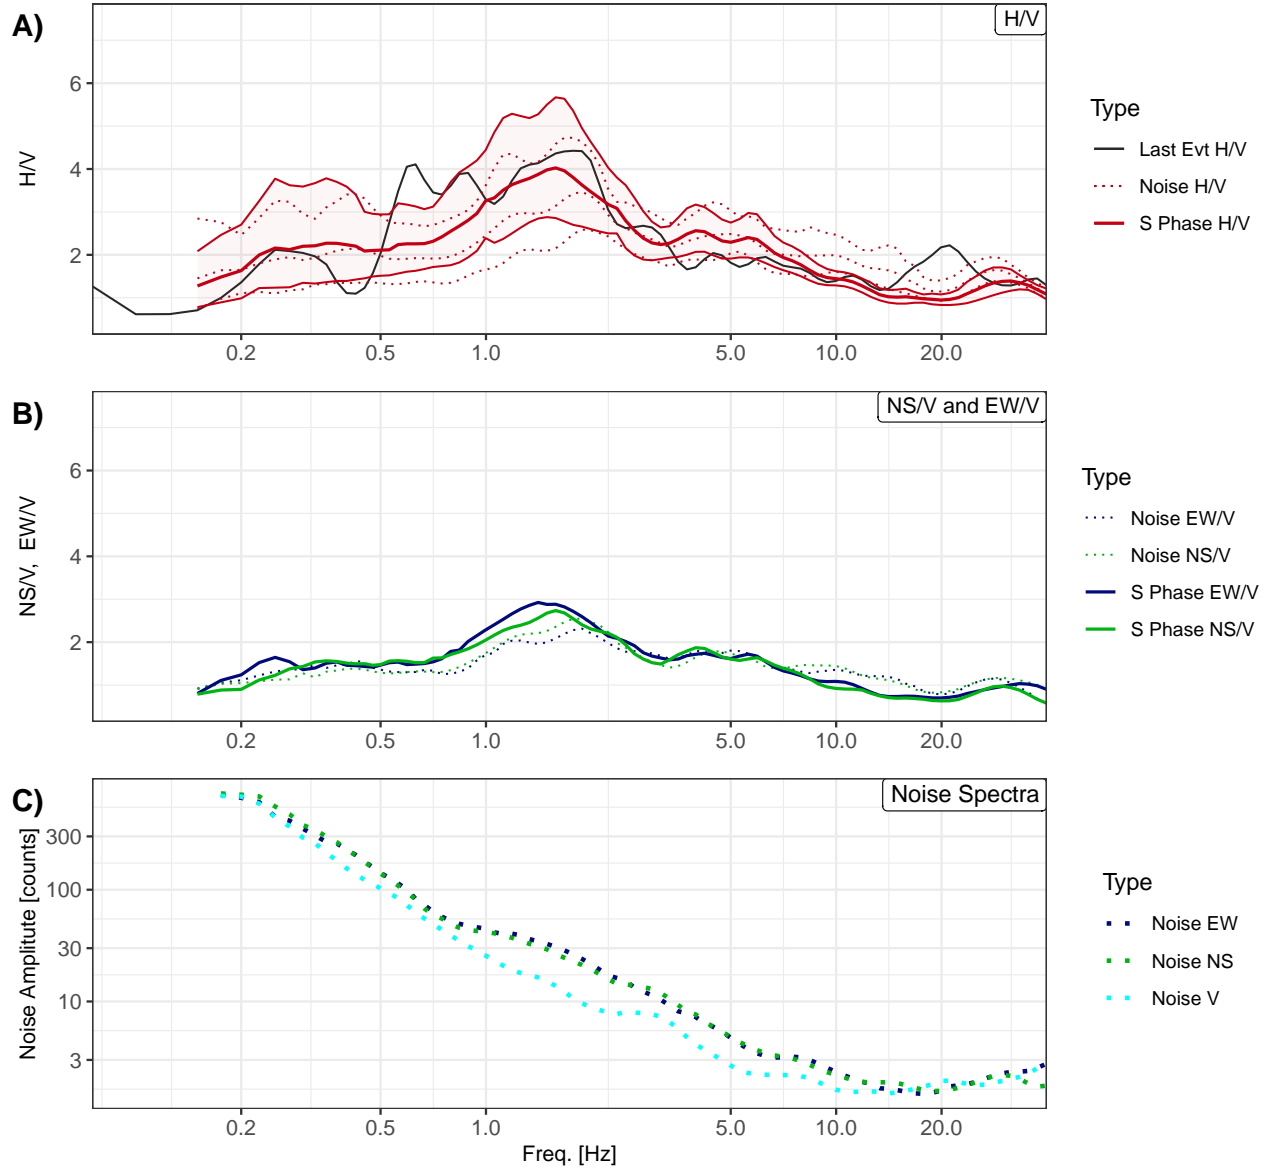 A)
H/V
6
4
2
H/V
0.2 0.5 1.0 5.0 10.0 20.0
Type
Last Evt H/V
Noise H/V
S Phase H/V
B)
NS/V and EW/V
6
4
2
NS/V, EW/V
0.2 0.5 1.0 5.0 10.0 20.0
Type
Noise EW/V
Noise NS/V
S Phase EW/V
S Phase NS/V
C)
Noise Spectra
300
100
30
10
3
Noise Amplitute [counts]
0.2 0.5 1.0 5.0 10.0 20.0
Freq. [Hz]
Type
Noise EW
Noise NS
Noise V